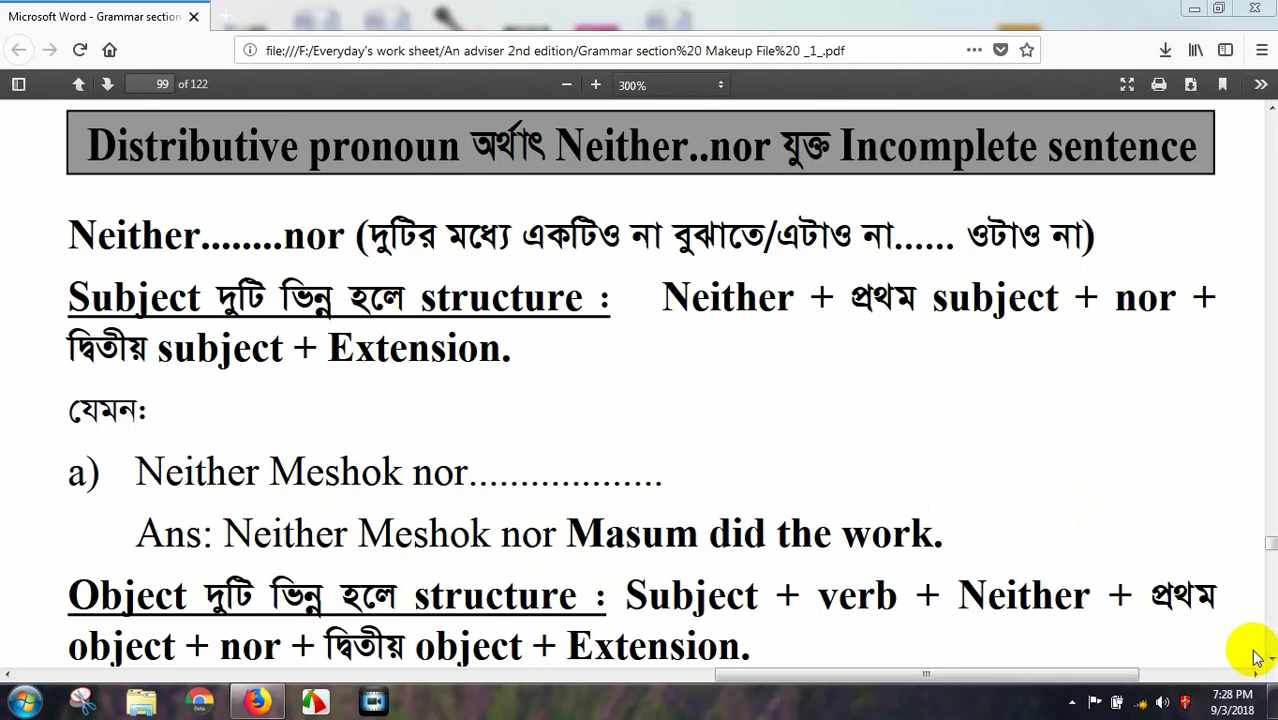 Microsoft Word - Grammar section
file:///F:/Everyday's work sheet/An adviser 2nd edition/Grammar section%20 Makeup File%20 _1_.pdf
99 of 122
300%
Distributive pronoun অর্থাৎ Neither..nor যুক্ত Incomplete sentence
Neither........nor (দুটির মধ্যে একটিও না বুঝাতে/এটাও না...... ওটাও না)
Subject দুটি ভিন্ন হলে structure : Neither + প্রথম subject + nor +
দ্বিতীয় subject + Extension.
যেমন:
a) Neither Meshok nor...................
Ans: Neither Meshok nor Masum did the work.
Object দুটি ভিন্ন হলে structure : Subject + verb + Neither + প্রথম
object + nor + দ্বিতীয় object + Extension.
7:28 PM
9/3/2018